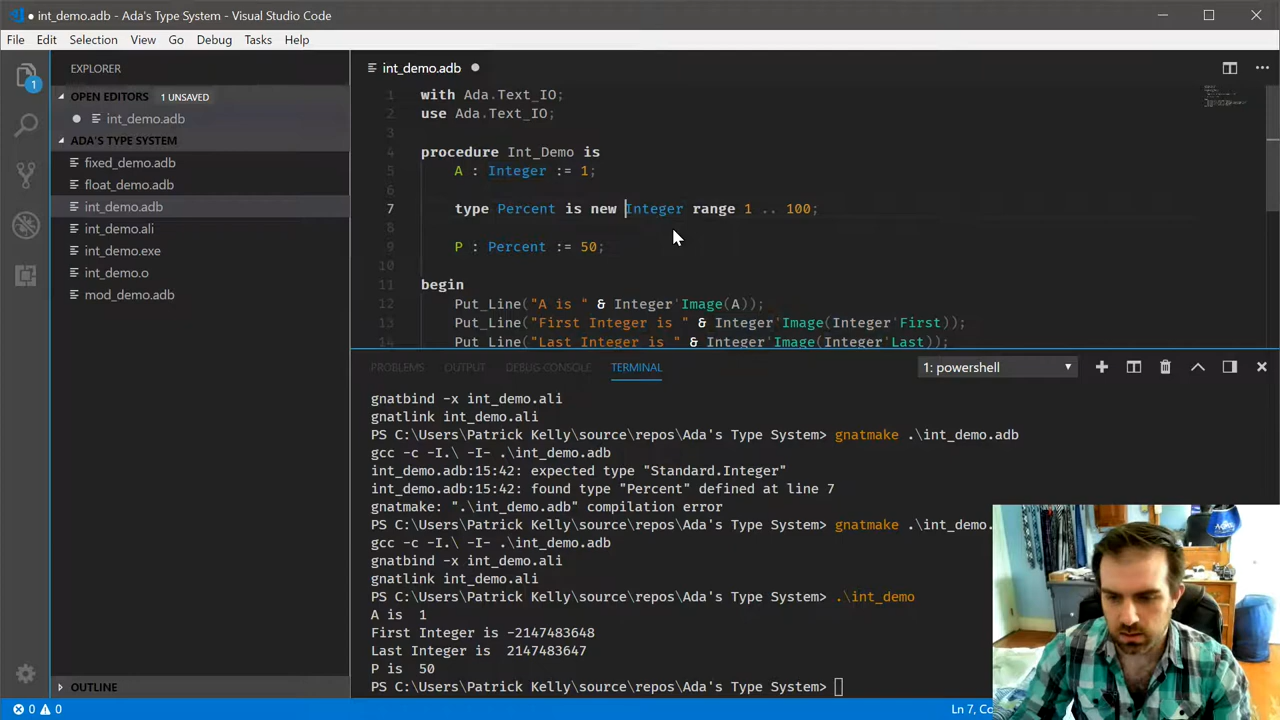 ● int_demo.adb - Ada's Type System - Visual Studio Code
File Edit Selection View Go Debug Tasks Help
EXPLORER
int_demo.adb ●
1
OPEN EDITORS 1 UNSAVED
● int_demo.adb
ADA'S TYPE SYSTEM
fixed_demo.adb
float_demo.adb
int_demo.adb
int_demo.ali
int_demo.exe
int_demo.o
mod_demo.adb
OUTLINE
1 with Ada.Text_IO;
2 use Ada.Text_IO;
3
4 procedure Int_Demo is
5 A : Integer := 1;
6
7 type Percent is new Integer range 1 .. 100;
8
9 P : Percent := 50;
10
11 begin
12 Put_Line("A is " & Integer'Image(A));
13 Put_Line("First Integer is " & Integer'Image(Integer'First));
14 Put_Line("Last Integer is " & Integer'Image(Integer'Last));
PROBLEMS OUTPUT DEBUG CONSOLE TERMINAL 1: powershell
gnatbind -x int_demo.ali
gnatlink int_demo.ali
PS C:\Users\Patrick Kelly\source\repos\Ada's Type System> gnatmake .\int_demo.adb
gcc -c -I.\ -I- .\int_demo.adb
int_demo.adb:15:42: expected type "Standard.Integer"
int_demo.adb:15:42: found type "Percent" defined at line 7
gnatmake: ".\int_demo.adb" compilation error
PS C:\Users\Patrick Kelly\source\repos\Ada's Type System> gnatmake .\int_demo.
gcc -c -I.\ -I- .\int_demo.adb
gnatbind -x int_demo.ali
gnatlink int_demo.ali
PS C:\Users\Patrick Kelly\source\repos\Ada's Type System> .\int_demo
A is  1
First Integer is -2147483648
Last Integer is  2147483647
P is  50
PS C:\Users\Patrick Kelly\source\repos\Ada's Type System>
0 0 Ln 7, Co